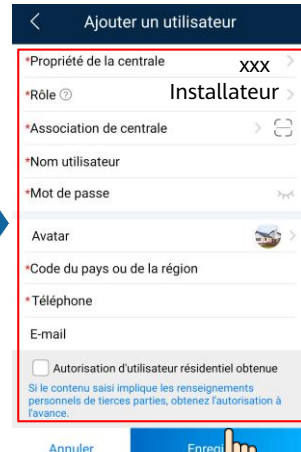 Ajouter un utilisateur
*Propriété de la centrale xxx
*Rôle ? Installateur
*Association de centrale
*Nom utilisateur
*Mot de passe
Avatar
*Code du pays ou de la région
*Téléphone
E-mail
Autorisation d'utilisateur résidentiel obtenue
Si le contenu saisi implique les renseignements
personnels de tierces parties, obtenez l'autorisation à
l'avance.
Annuler Enregi